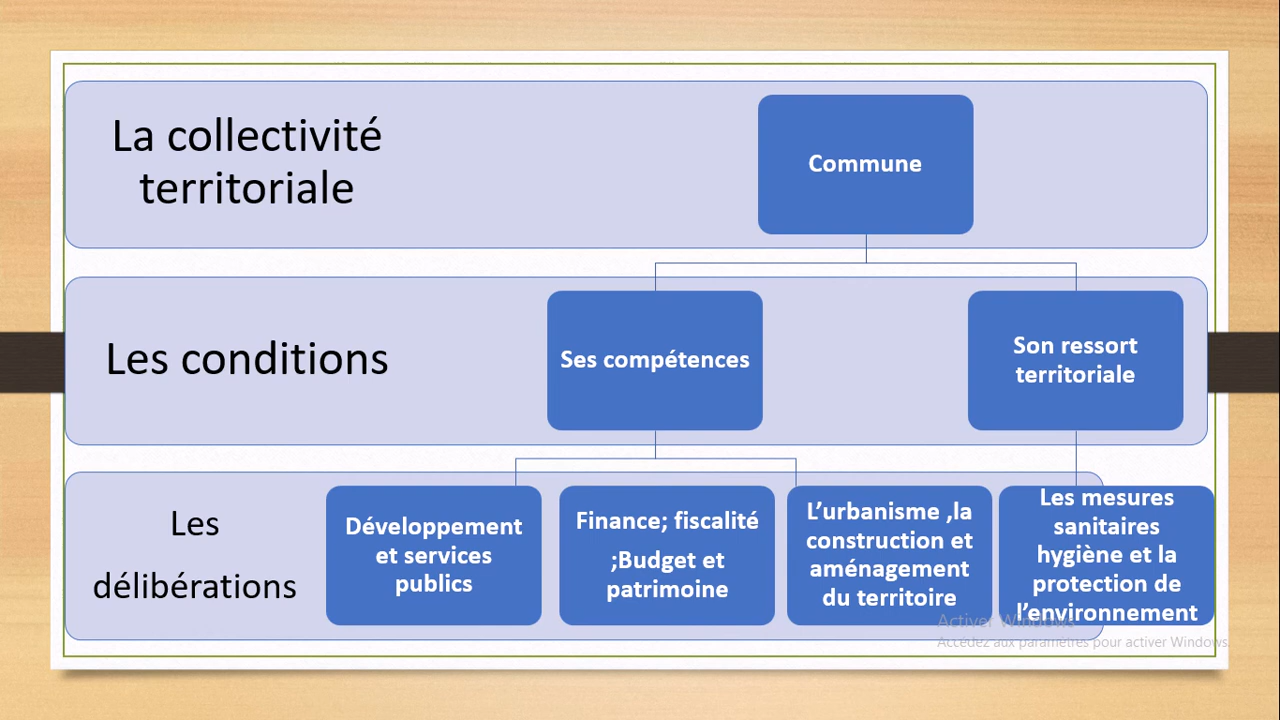 La collectivité
territoriale
Commune
Les conditions
Ses compétences
Son ressort
territoriale
Les
délibérations
Développement
et services
publics
Finance; fiscalité
;Budget et
patrimoine
L’urbanisme ,la
construction et
aménagement
du territoire
Les mesures
sanitaires
hygiène et la
protection de
l’environnement
Activer Windows
Accédez aux paramètres pour activer Windows.